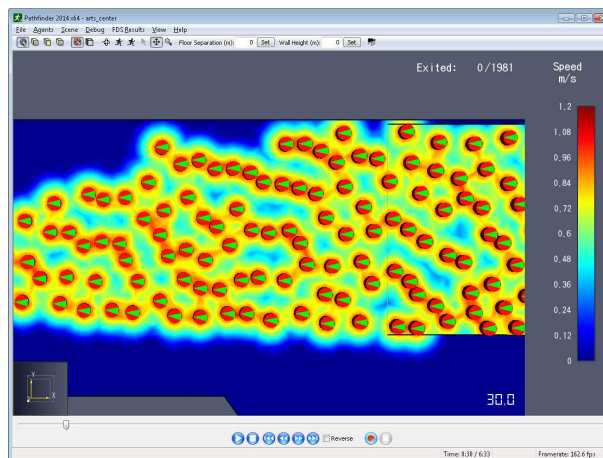 Pathfinder 2014 x64 - arts_center
File Agents Scene Debug FDS Results View Help
Floor Separation (m): 0 Set Wall Height (m): 0 Set
Exited: 0/1981
Speed
m/s
1.2
1.08
0.96
0.84
0.72
0.6
0.48
0.36
0.24
0.12
0
Y
X
30.0
Reverse
Time: 0:30 / 6:33 Framerate: 162.6 fps